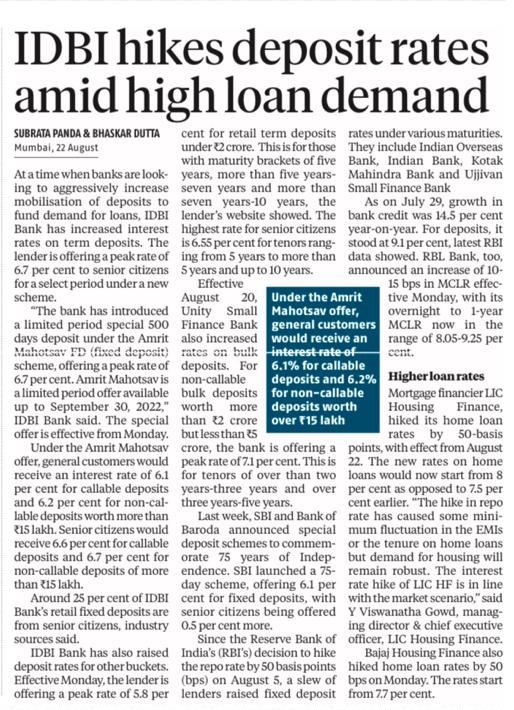 IDBI hikes deposit rates
amid high loan demand
SUBRATA PANDA & BHASKAR DUTTA
Mumbai, 22 August
At a time when banks are look-
ing to aggressively increase
mobilisation of deposits to
fund demand for loans, IDBI
Bank has increased interest
rates on term deposits. The
lender is offering a peak rate of
6.7 per cent to senior citizens
for a select period under a new
scheme.
"The bank has introduced
a limited period special 500
days deposit under the Amrit
Mahotsav FD (fixed deposit)
scheme, offering a peak rate of
6.7 per cent. Amrit Mahotsav is
a limited period offer available
up to September 30, 2022,"
IDBI Bank said. The special
offer is effective from Monday.
Under the Amrit Mahotsav
offer, general customers would
receive an interest rate of 6.1
per cent for callable deposits
and 6.2 per cent for non-cal-
lable deposits worth more than
₹15 lakh. Senior citizens would
receive 6.6 per cent for callable
deposits and 6.7 per cent for
non-callable deposits of more
than ₹15 lakh.
Around 25 per cent of IDBI
Bank's retail fixed deposits are
from senior citizens, industry
sources said.
IDBI Bank has also raised
deposit rates for other buckets.
Effective Monday, the lender is
offering a peak rate of 5.8 per
cent for retail term deposits
under ₹2 crore. This is for those
with maturity brackets of five
years, more than five years-
seven years and more than
seven years-10 years, the
lender's website showed. The
highest rate for senior citizens
is 6.55 per cent for tenors rang-
ing from 5 years to more than
5 years and up to 10 years.
Effective
August 20,
Unity Small
Finance Bank
also increased
rates on bulk
deposits. For
non-callable
bulk deposits
worth more
than ₹2 crore
but less than ₹5
crore, the bank is offering a
peak rate of 7.1 per cent. This is
for tenors of over than two
years-three years and over
three years-five years.
Last week, SBI and Bank of
Baroda announced special
deposit schemes to commem-
orate 75 years of Indep-
endence. SBI launched a 75-
day scheme, offering 6.1 per
cent for fixed deposits, with
senior citizens being offered
0.5 per cent more.
Since the Reserve Bank of
India's (RBI's) decision to hike
the repo rate by 50 basis points
(bps) on August 5, a slew of
lenders raised fixed deposit
Under the Amrit
Mahotsav offer,
general customers
would receive an
interest rate of
6.1% for callable
deposits and 6.2%
for non-callable
deposits worth
over ₹15 lakh
rates under various maturities.
They include Indian Overseas
Bank, Indian Bank, Kotak
Mahindra Bank and Ujjivan
Small Finance Bank
As on July 29, growth in
bank credit was 14.5 per cent
year-on-year. For deposits, it
stood at 9.1 per cent, latest RBI
data showed. RBL Bank, too,
announced an increase of 10-
15 bps in MCLR effec-
tive Monday, with its
overnight to 1-year
MCLR now in the
range of 8.05-9.25 per
cent.
Higher loan rates
Mortgage financier LIC
Housing Finance,
hiked its home loan
rates by 50-basis
points, with effect from August
22. The new rates on home
loans would now start from 8
per cent as opposed to 7.5 per
cent earlier. "The hike in repo
rate has caused some mini-
mum fluctuation in the EMIs
or the tenure on home loans
but demand for housing will
remain robust. The interest
rate hike of LIC HF is in line
with the market scenario," said
Y Viswanatha Gowd, manag-
ing director & chief executive
officer, LIC Housing Finance.
Bajaj Housing Finance also
hiked home loan rates by 50
bps on Monday. The rates start
from 7.7 per cent.